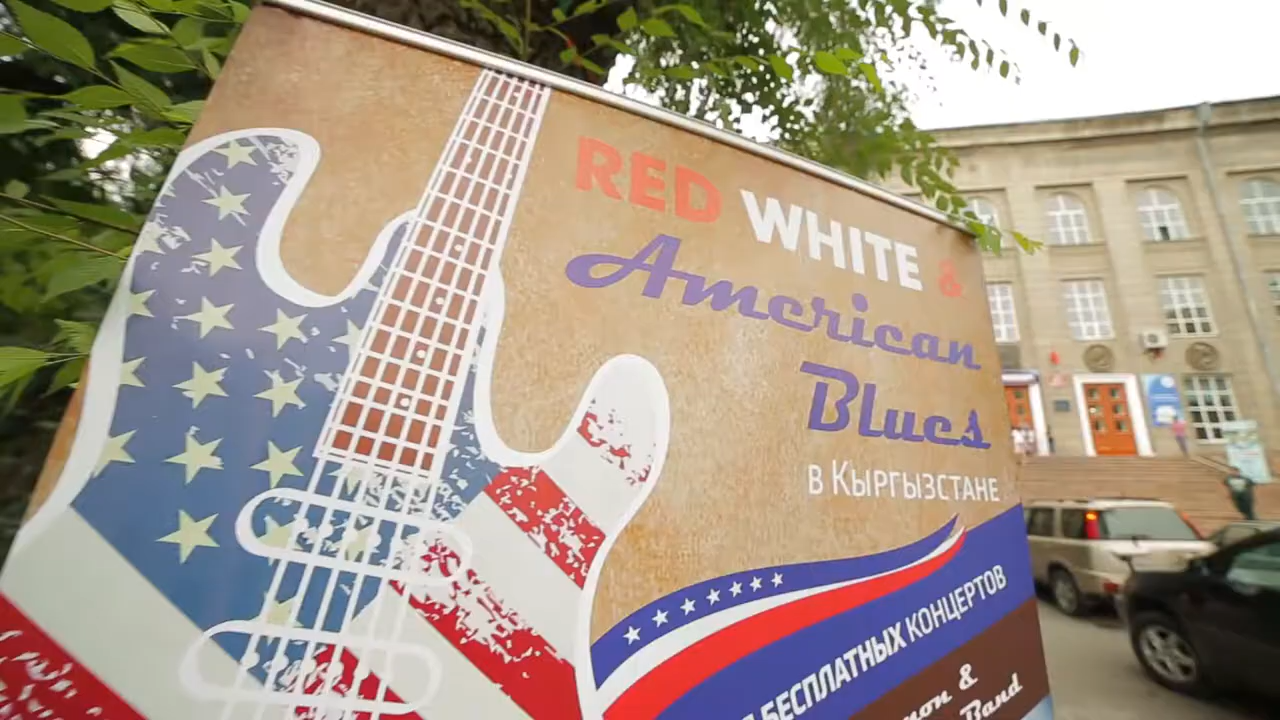 RED WHITE &
American
Blues
в Кыргызстане
БЕСПЛАТНЫХ КОНЦЕРТОВ
&
Band